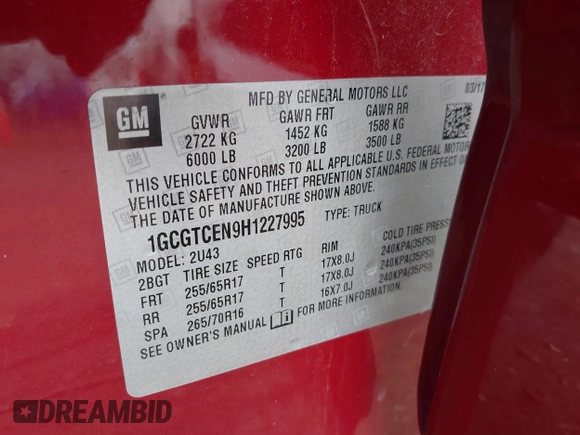 GM
MFD BY GENERAL MOTORS LLC
03/17
GVWR GAWR FRT GAWR RR
2722 KG 1452 KG 1588 KG
6000 LB 3200 LB 3500 LB
THIS VEHICLE CONFORMS TO ALL APPLICABLE U.S. FEDERAL MOTOR
VEHICLE SAFETY AND THEFT PREVENTION STANDARDS IN EFFECT
THE DATE OF MANUFACTURE SHOWN ABOVE.
1GCGTCEN9H1227995 TYPE: TRUCK
MODEL: 2U43
2BGT TIRE SIZE SPEED RTG RIM COLD TIRE
FRT 255/65R17 T 17X8.0J 240KPA(35PSI)
RR 255/65R17 T 17X8.0J 240KPA(35PSI)
SPA 265/70R16 T 16X7.0J 240KPA(35PSI)
SEE OWNER'S MANUAL FOR MORE INFORMATION
DREAMBID